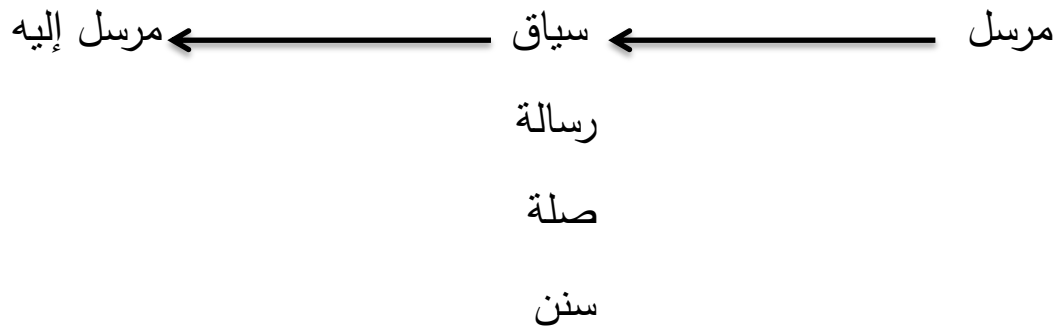 مرسل سياق مرسل إليه
رسالة
صلة
سنن